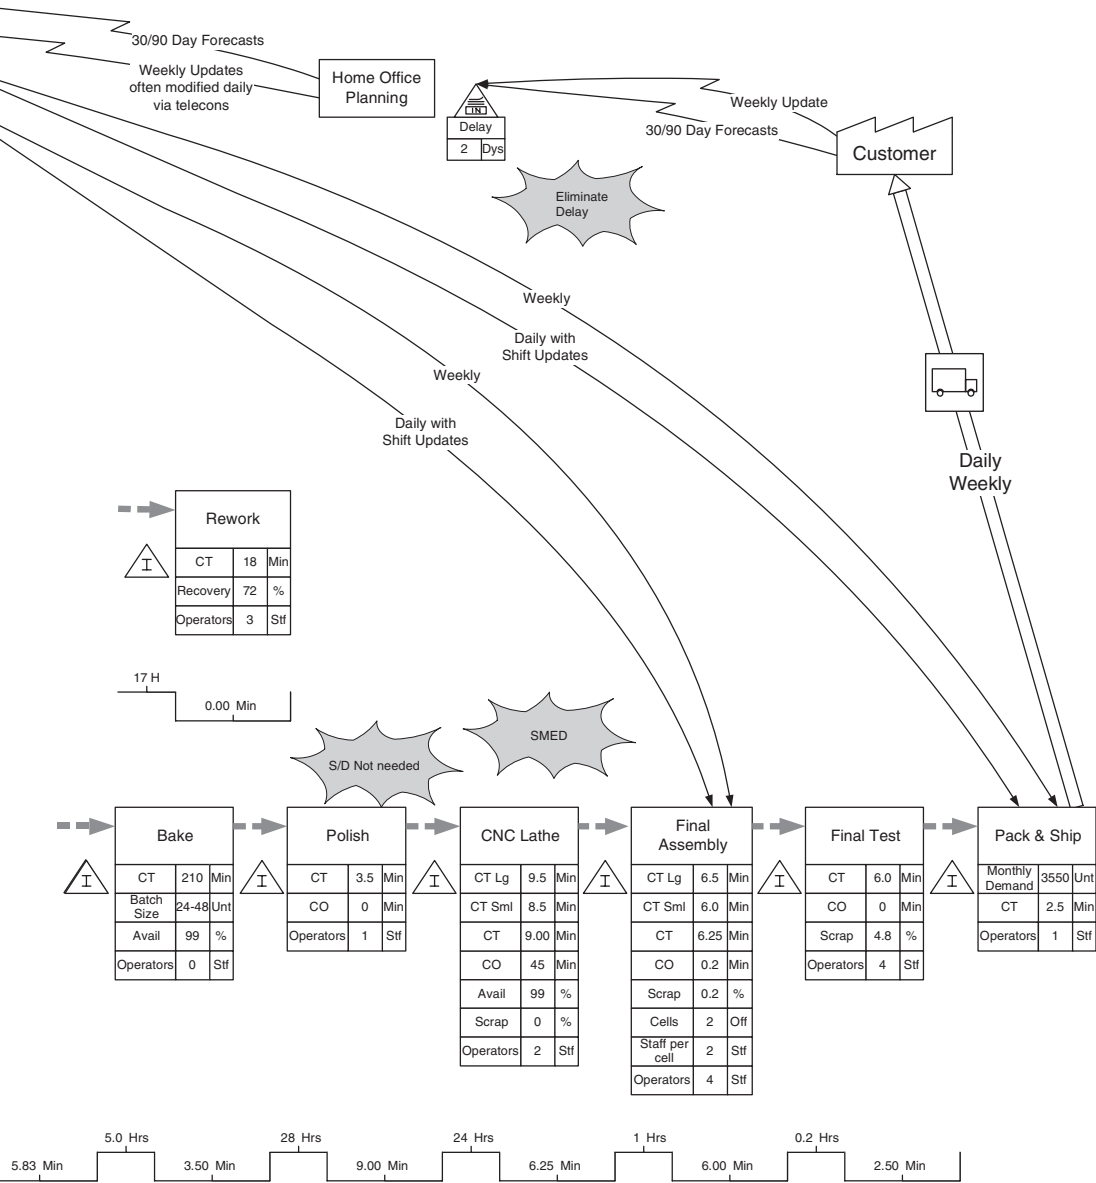 30/90 Day Forecasts
Weekly Updates
often modified daily
via telecons
Home Office
Planning
IN
Delay
2 Dys
Weekly Update
30/90 Day Forecasts
Customer
Eliminate
Delay
Weekly
Daily with
Shift Updates
Weekly
Daily with
Shift Updates
Daily
Weekly
Rework
I
CT 18 Min
Recovery 72 %
Operators 3 Stf
17 H
0.00 Min
S/D Not needed
SMED
Bake
I
CT 210 Min
Batch
Size 24-48 Unt
Avail 99 %
Operators 0 Stf
Polish
I
CT 3.5 Min
CO 0 Min
Operators 1 Stf
CNC Lathe
I
CT Lg 9.5 Min
CT Sml 8.5 Min
CT 9.00 Min
CO 45 Min
Avail 99 %
Scrap 0 %
Operators 2 Stf
Final
Assembly
I
CT Lg 6.5 Min
CT Sml 6.0 Min
CT 6.25 Min
CO 0.2 Min
Scrap 0.2 %
Cells 2 Off
Staff per
cell 2 Stf
Operators 4 Stf
Final Test
I
CT 6.0 Min
CO 0 Min
Scrap 4.8 %
Operators 4 Stf
Pack & Ship
I
Monthly
Demand 3550 Unt
CT 2.5 Min
Operators 1 Stf
5.0 Hrs
28 Hrs
24 Hrs
1 Hrs
0.2 Hrs
5.83 Min
3.50 Min
9.00 Min
6.25 Min
6.00 Min
2.50 Min